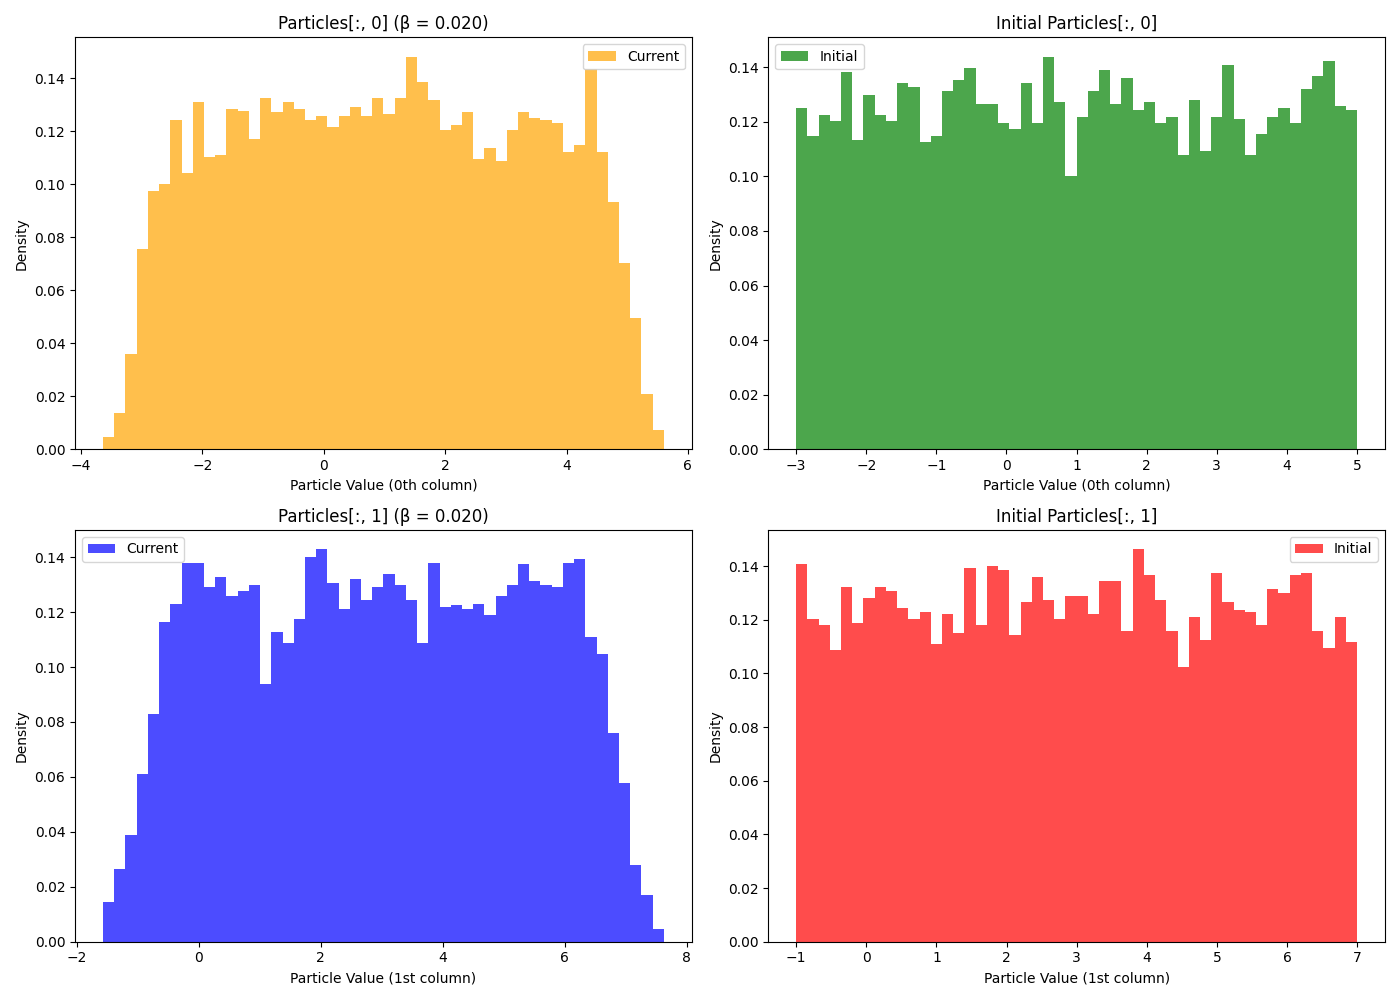 Particles[:, 0] (β = 0.020)
Current
Density
0.14
0.12
0.10
0.08
0.06
0.04
0.02
0.00
−4 −2 0 2 4 6
Particle Value (0th column)
Initial Particles[:, 0]
Initial
Density
0.14
0.12
0.10
0.08
0.06
0.04
0.02
0.00
−3 −2 −1 0 1 2 3 4 5
Particle Value (0th column)
Particles[:, 1] (β = 0.020)
Current
Density
0.14
0.12
0.10
0.08
0.06
0.04
0.02
0.00
−2 0 2 4 6 8
Particle Value (1st column)
Initial Particles[:, 1]
Initial
Density
0.14
0.12
0.10
0.08
0.06
0.04
0.02
0.00
−1 0 1 2 3 4 5 6 7
Particle Value (1st column)